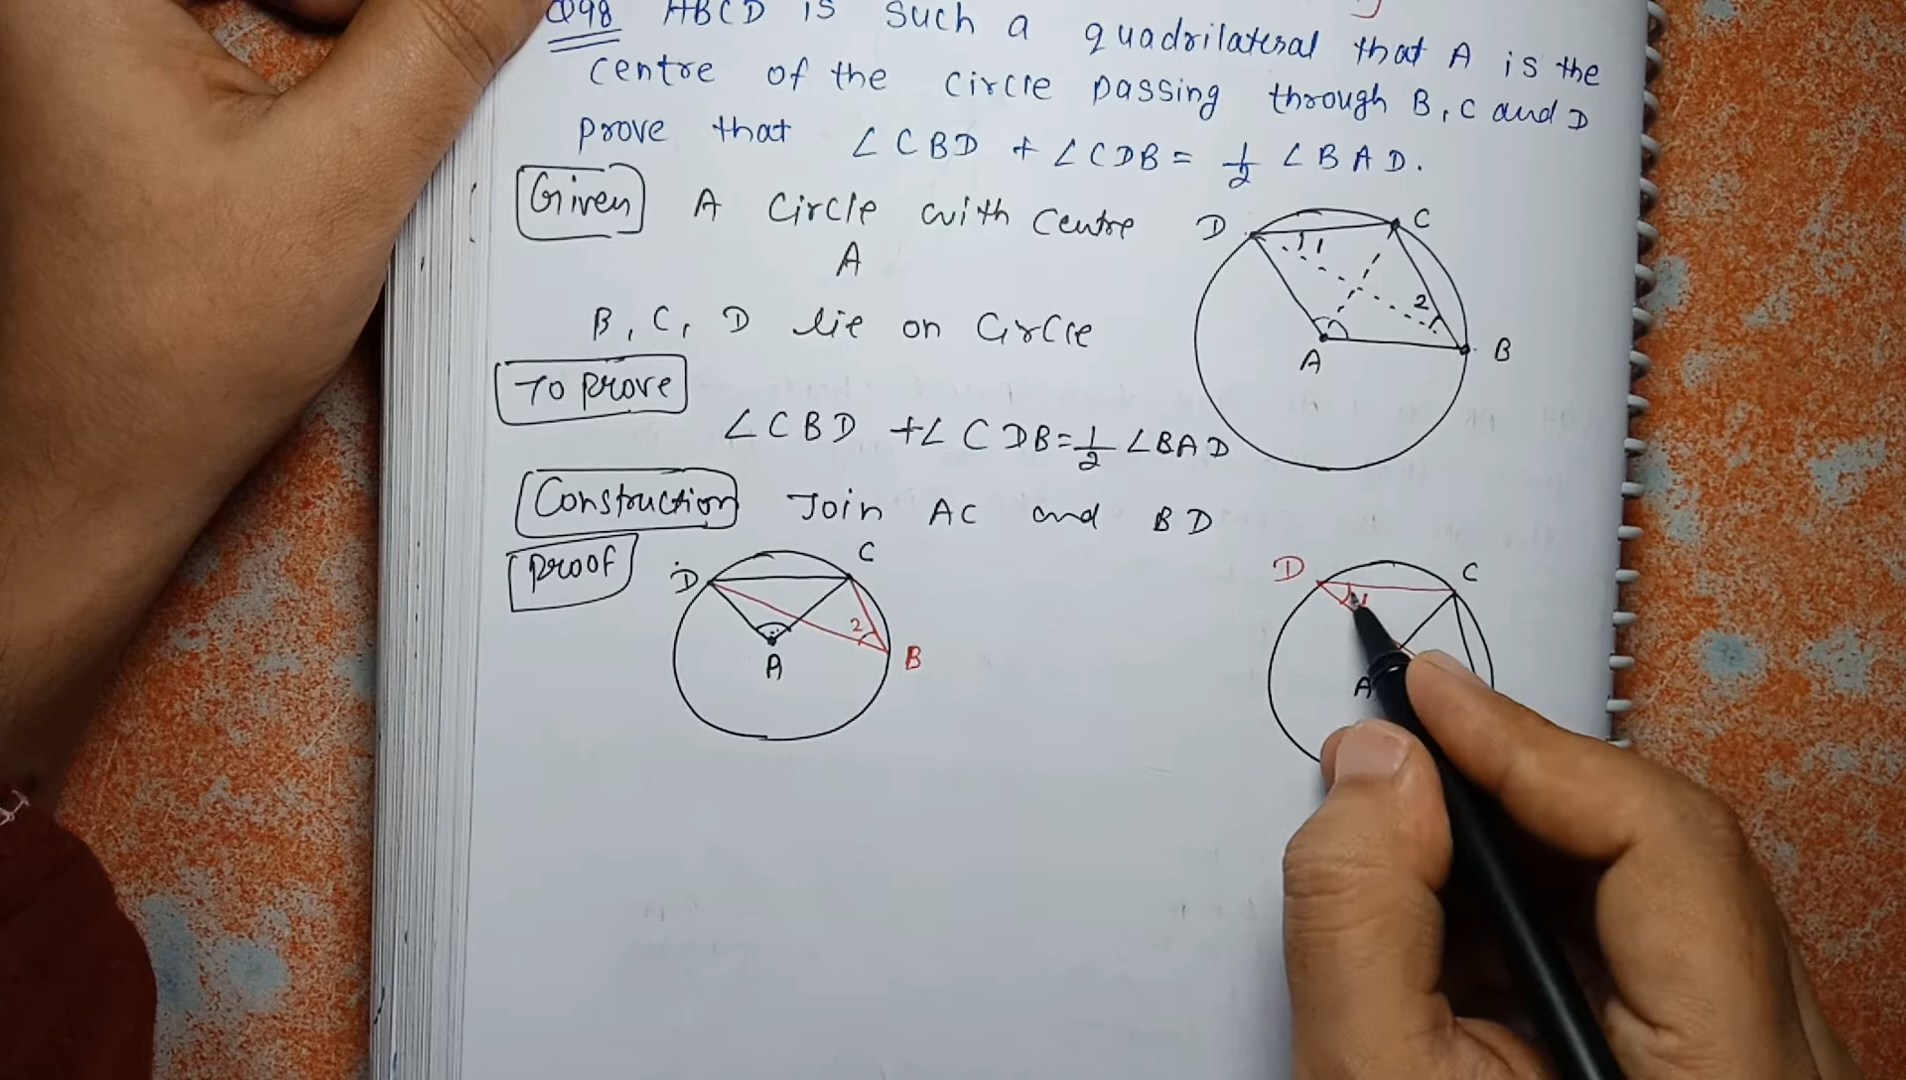 Q98 ABCD is such a quadrilateral that A is the
centre of the circle passing through B, C and D
prove that ∠CBD + ∠CDB = 1/2 ∠BAD.
Given A Circle with Centre
A
B, C, D lie on Circle
To prove
∠CBD + ∠CDB = 1/2 ∠BAD
Construction Join AC and BD
Proof
D C
1
2
A B
D C
2
A B
D C
1
A